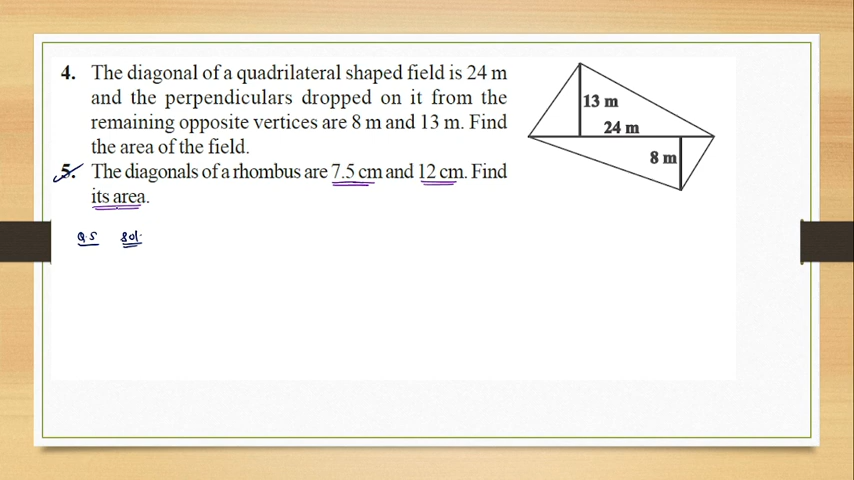 4. The diagonal of a quadrilateral shaped field is 24 m
and the perpendiculars dropped on it from the
remaining opposite vertices are 8 m and 13 m. Find
the area of the field.
13 m
24 m
8 m
5. The diagonals of a rhombus are 7.5 cm and 12 cm. Find
its area.
Q.5 Sol.